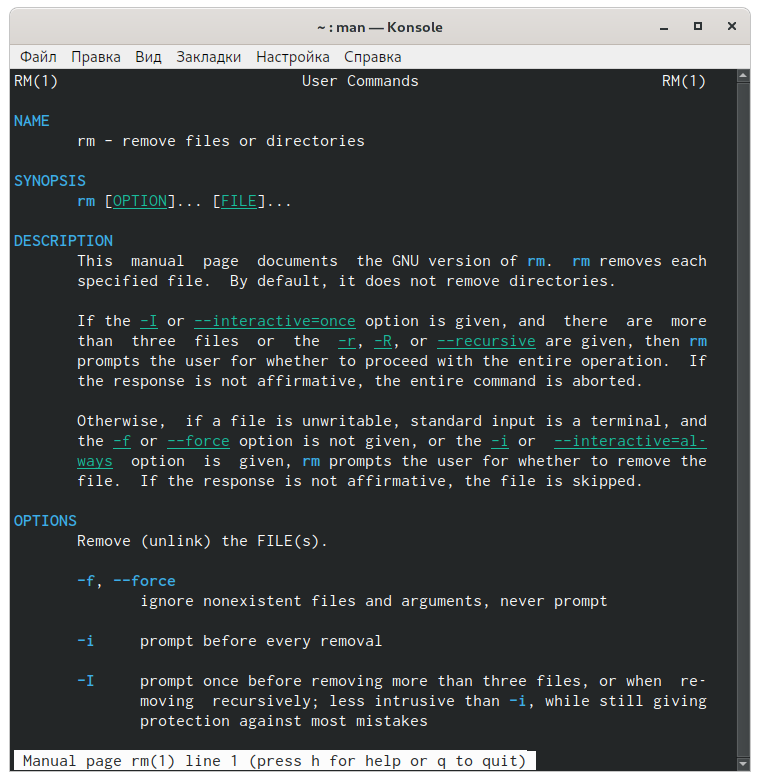 ~ : man — Konsole
Файл Правка Вид Закладки Настройка Справка
RM(1) User Commands RM(1)
NAME
rm - remove files or directories
SYNOPSIS
rm [OPTION]... [FILE]...
DESCRIPTION
This manual page documents the GNU version of rm. rm removes each
specified file. By default, it does not remove directories.
If the -I or --interactive=once option is given, and there are more
than three files or the -r, -R, or --recursive are given, then rm
prompts the user for whether to proceed with the entire operation. If
the response is not affirmative, the entire command is aborted.
Otherwise, if a file is unwritable, standard input is a terminal, and
the -f or --force option is not given, or the -i or --interactive=al-
ways option is given, rm prompts the user for whether to remove the
file. If the response is not affirmative, the file is skipped.
OPTIONS
Remove (unlink) the FILE(s).
-f, --force
ignore nonexistent files and arguments, never prompt
-i prompt before every removal
-I prompt once before removing more than three files, or when re-
moving recursively; less intrusive than -i, while still giving
protection against most mistakes
Manual page rm(1) line 1 (press h for help or q to quit)